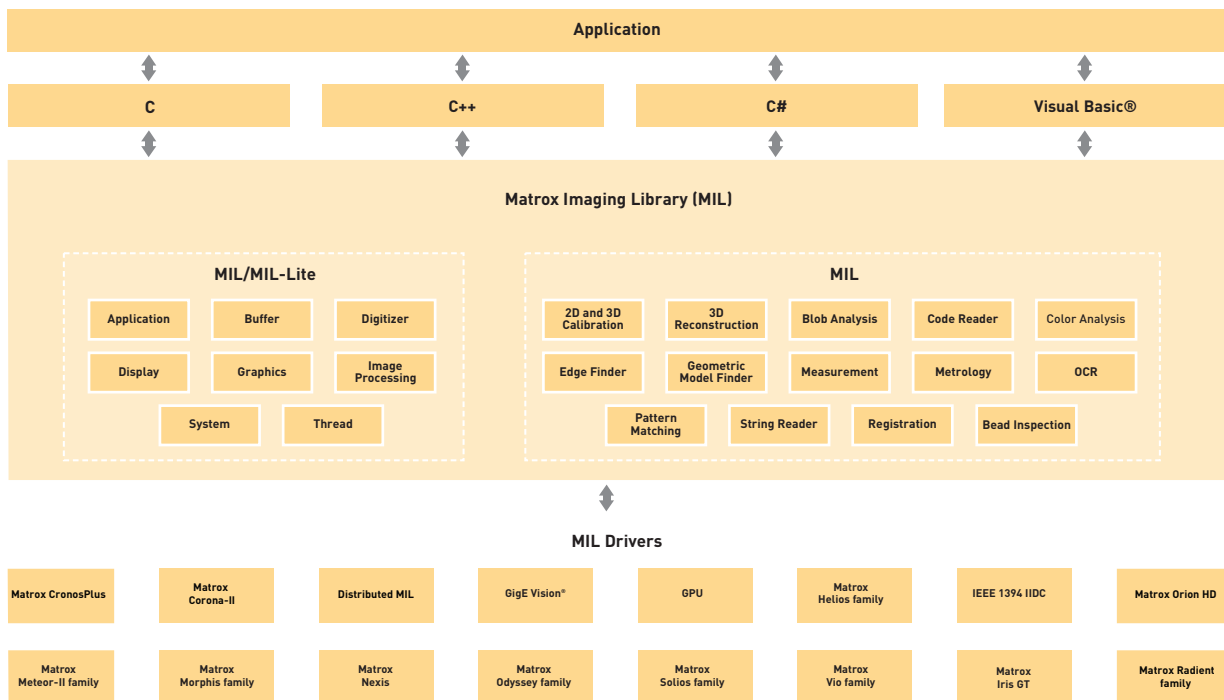 Application
C
C++
C#
Visual Basic®
Matrox Imaging Library (MIL)
MIL/MIL-Lite
Application
Buffer
Digitizer
Display
Graphics
Image
Processing
System
Thread
MIL
2D and 3D
Calibration
3D
Reconstruction
Blob Analysis
Code Reader
Color Analysis
Edge Finder
Geometric
Model Finder
Measurement
Metrology
OCR
Pattern
Matching
String Reader
Registration
Bead Inspection
MIL Drivers
Matrox CronosPlus
Matrox
Corona-II
Distributed MIL
GigE Vision®
GPU
Matrox
Helios family
IEEE 1394 IIDC
Matrox Orion HD
Matrox
Meteor-II family
Matrox
Morphis family
Matrox
Nexis
Matrox
Odyssey family
Matrox
Solios family
Matrox
Vio family
Matrox
Iris GT
Matrox Radient
family